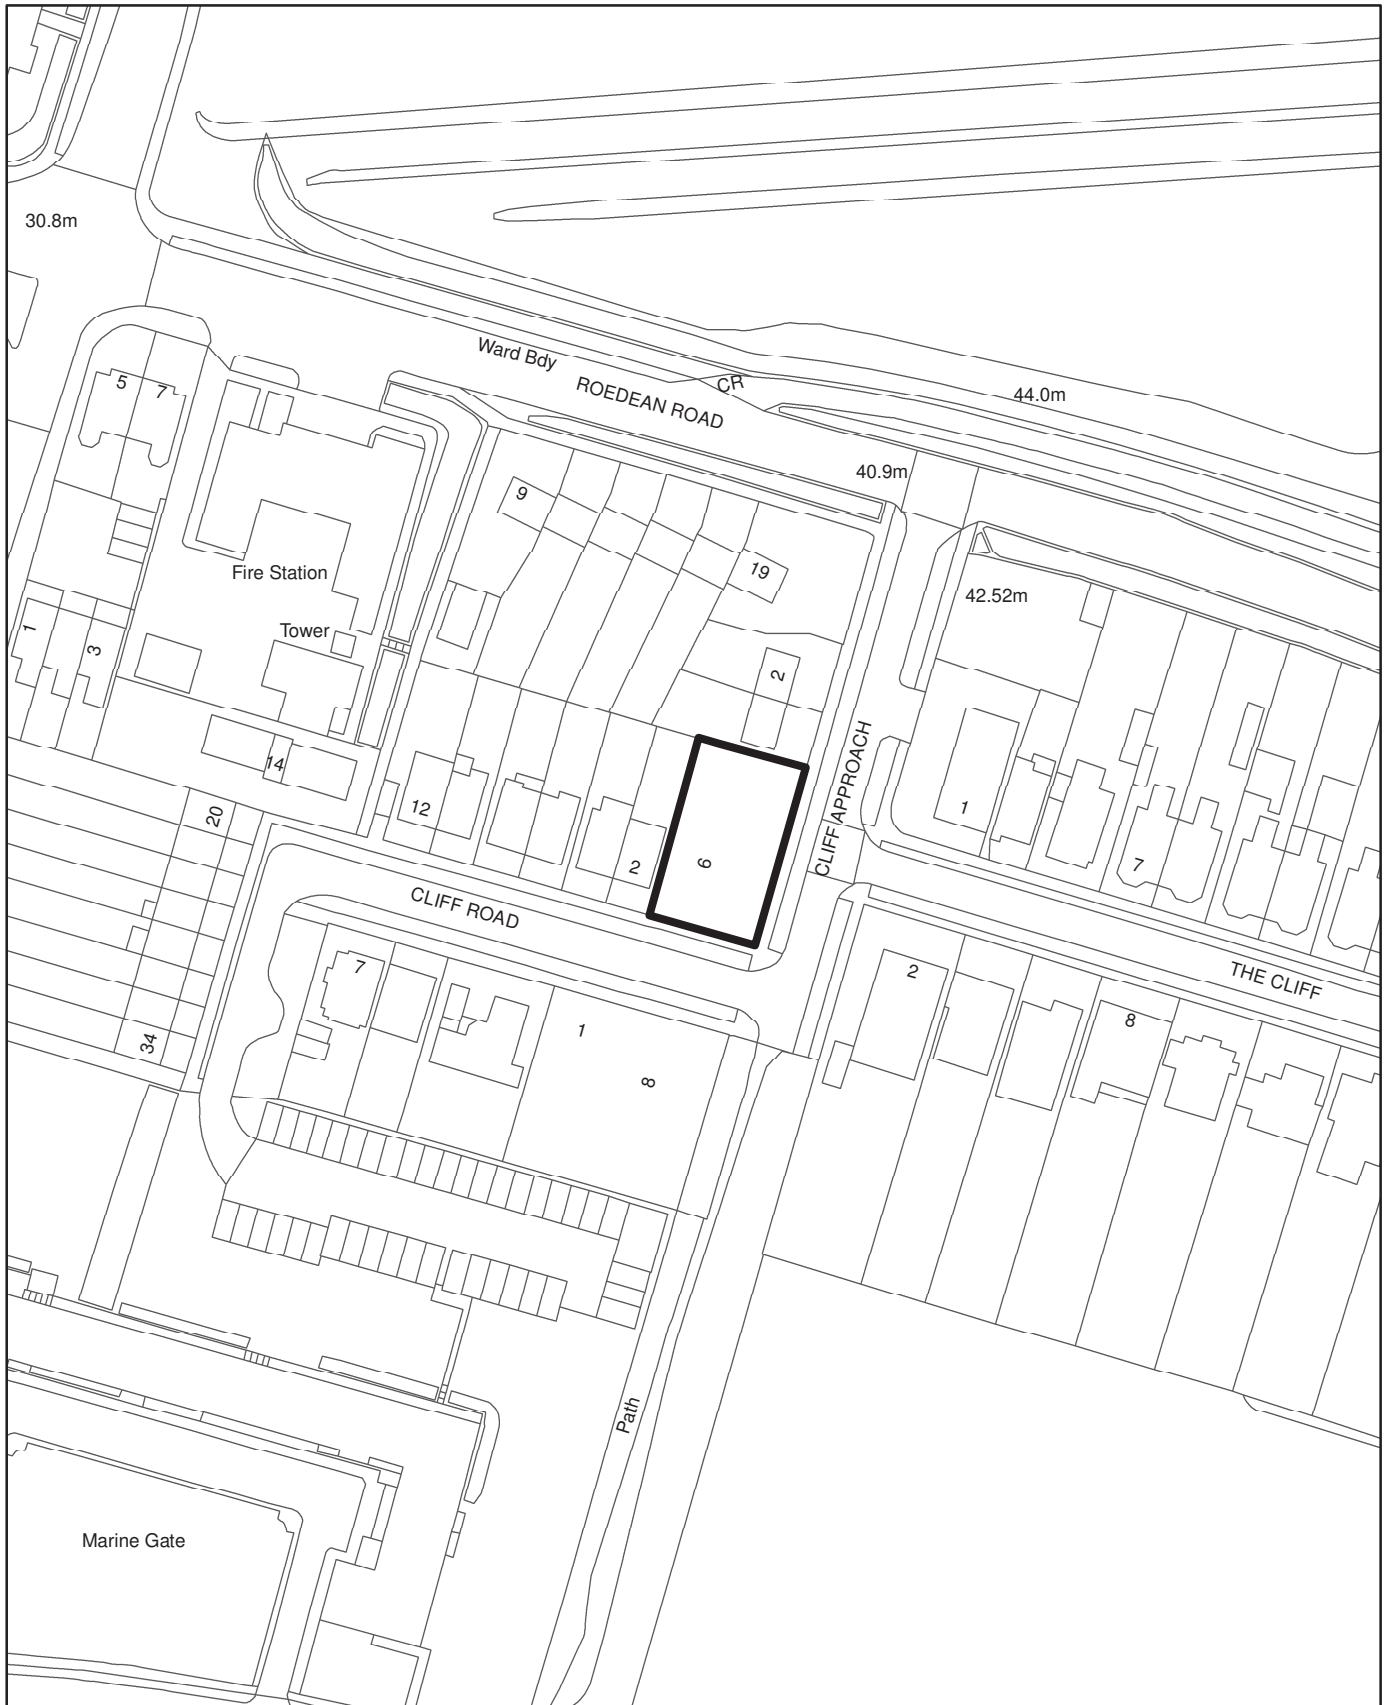 30.8m
Ward Bdy
CR
ROEDEAN ROAD
44.0m
5
7
40.9m
9
19
Fire Station
42.52m
Tower
1
3
2
CLIFF APPROACH
14
12
20
1
2
6
7
CLIFF ROAD
7
2
THE CLIFF
1
8
34
8
Path
Marine Gate